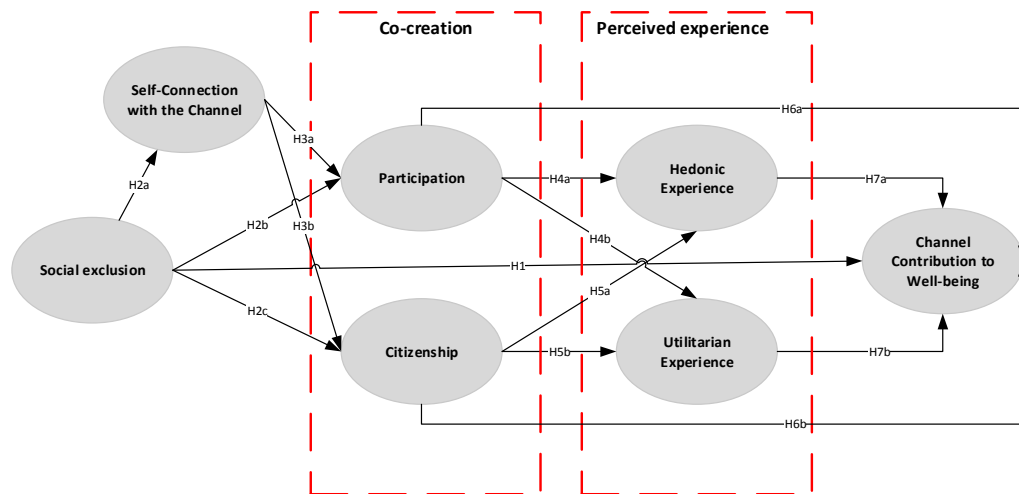 Co-creation
Perceived experience
Self-Connection
with the Channel
H6a
H3a
Participation
H4a
Hedonic
Experience
H7a
H2a
H2b
H3b
H4b
Social exclusion
H1
Channel
Contribution to
Well-being
H5a
H2c
Citizenship
H5b
Utilitarian
Experience
H7b
H6b